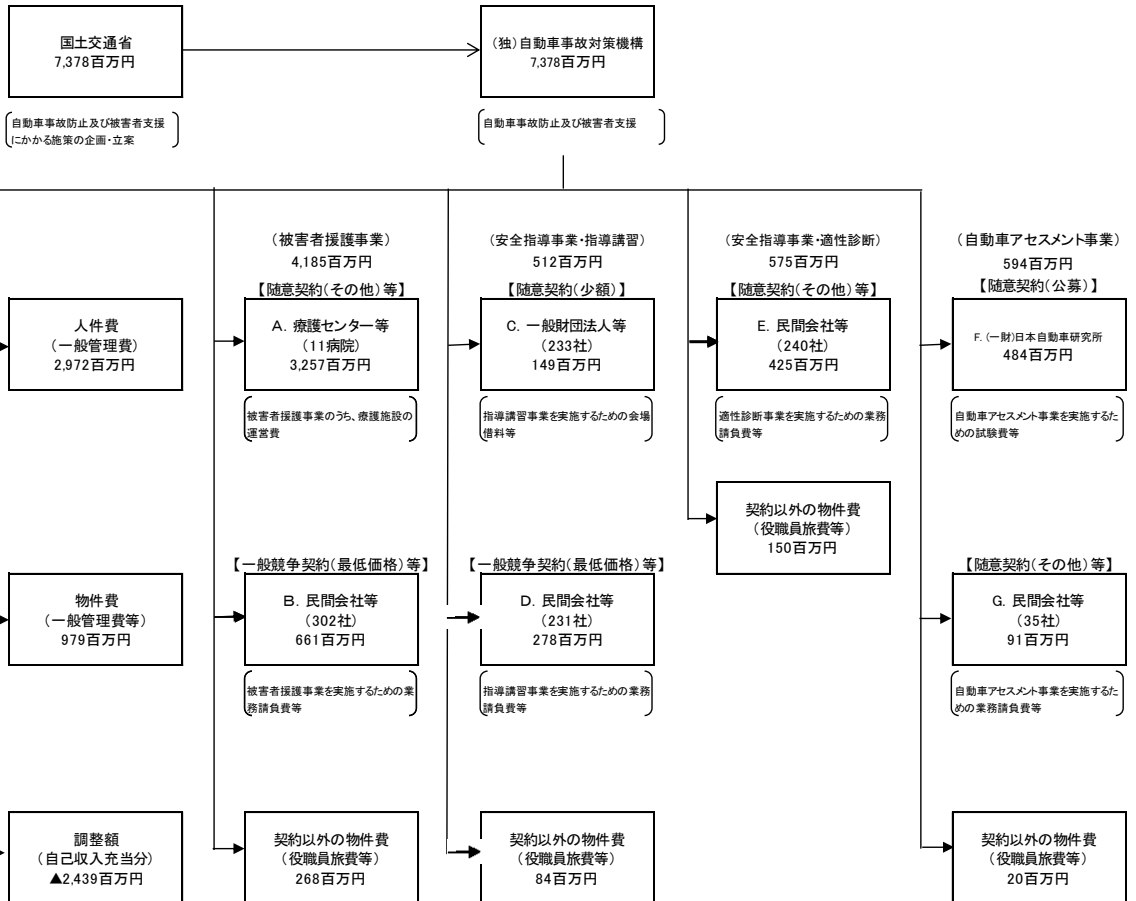 国土交通省
7,378百万円
(独)自動車事故対策機構
7,378百万円
自動車事故防止及び被害者支援
にかかる施策の企画・立案
自動車事故防止及び被害者支援
(被害者援護事業)
4,185百万円
(安全指導事業・指導講習)
512百万円
(安全指導事業・適性診断)
575百万円
(自動車アセスメント事業)
594百万円
【随意契約(その他)等】
【随意契約(少額)】
【随意契約(その他)等】
【随意契約(公募)】
人件費
(一般管理費)
2,972百万円
A. 療護センター等
(11病院)
3,257百万円
C. 一般財団法人等
(233社)
149百万円
E. 民間会社等
(240社)
425百万円
F. (一財)日本自動車研究所
484百万円
被害者援護事業のうち、療護施設の
運営費
指導講習事業を実施するための会場
借料等
適性診断事業を実施するための業務
請負費等
自動車アセスメント事業を実施するた
めの試験費等
契約以外の物件費
(役職員旅費等)
150百万円
【一般競争契約(最低価格)等】
【一般競争契約(最低価格)等】
【随意契約(その他)等】
物件費
(一般管理費等)
979百万円
B. 民間会社等
(302社)
661百万円
D. 民間会社等
(231社)
278百万円
G. 民間会社等
(35社)
91百万円
被害者援護事業を実施するための業
務請負費等
指導講習事業を実施するための業務
請負費等
自動車アセスメント事業を実施するた
めの業務請負費等
調整額
(自己収入充当分)
▲2,439百万円
契約以外の物件費
(役職員旅費等)
268百万円
契約以外の物件費
(役職員旅費等)
84百万円
契約以外の物件費
(役職員旅費等)
20百万円